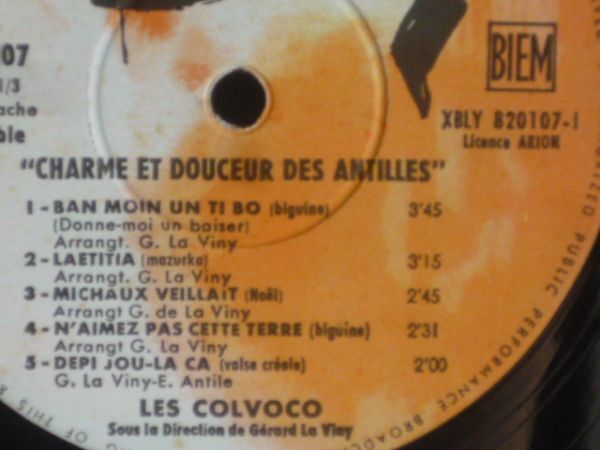 07
BIEM
1/3
XBLY 820107-1
Licence ARION
"CHARME ET DOUCEUR DES ANTILLES"
1 - BAN MOIN UN TI BO (biguine) 3'45
(Donne-moi un baiser)
Arrangt. G. La Viny
2 - LAETITIA (mazurka) 3'15
Arrangt. G. La Viny
3 - MICHAUX VEILLAIT (Noël) 2'45
Arrangt G. de La Viny
4 - N'AIMEZ PAS CETTE TERRE (biguine) 2'31
Arrangt G. La Viny
5 - DEPI JOU-LA CA (valse créole) 2'00
G. La Viny-E. Antile
LES COLVOCO
Sous la Direction de Gérard La Viny
PUBLIC PERFORMANCE
OF THIS